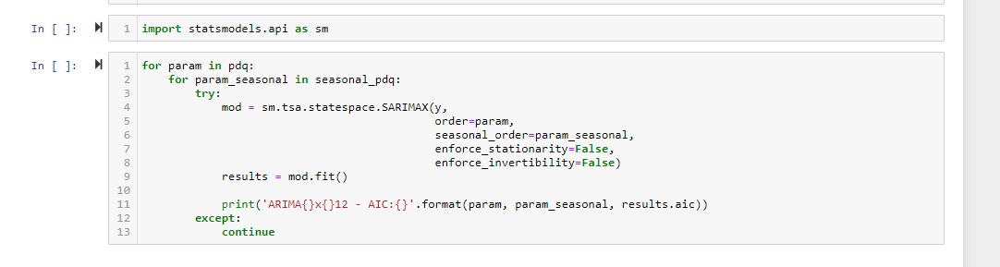 In [ ]: 1 import statsmodels.api as sm
In [ ]: 1 for param in pdq:
2     for param_seasonal in seasonal_pdq:
3         try:
4             mod = sm.tsa.statespace.SARIMAX(y,
5                                             order=param,
6                                             seasonal_order=param_seasonal,
7                                             enforce_stationarity=False,
8                                             enforce_invertibility=False)
9             results = mod.fit()
10
11             print('ARIMA{}x{}12 - AIC:{}'.format(param, param_seasonal, results.aic))
12         except:
13             continue